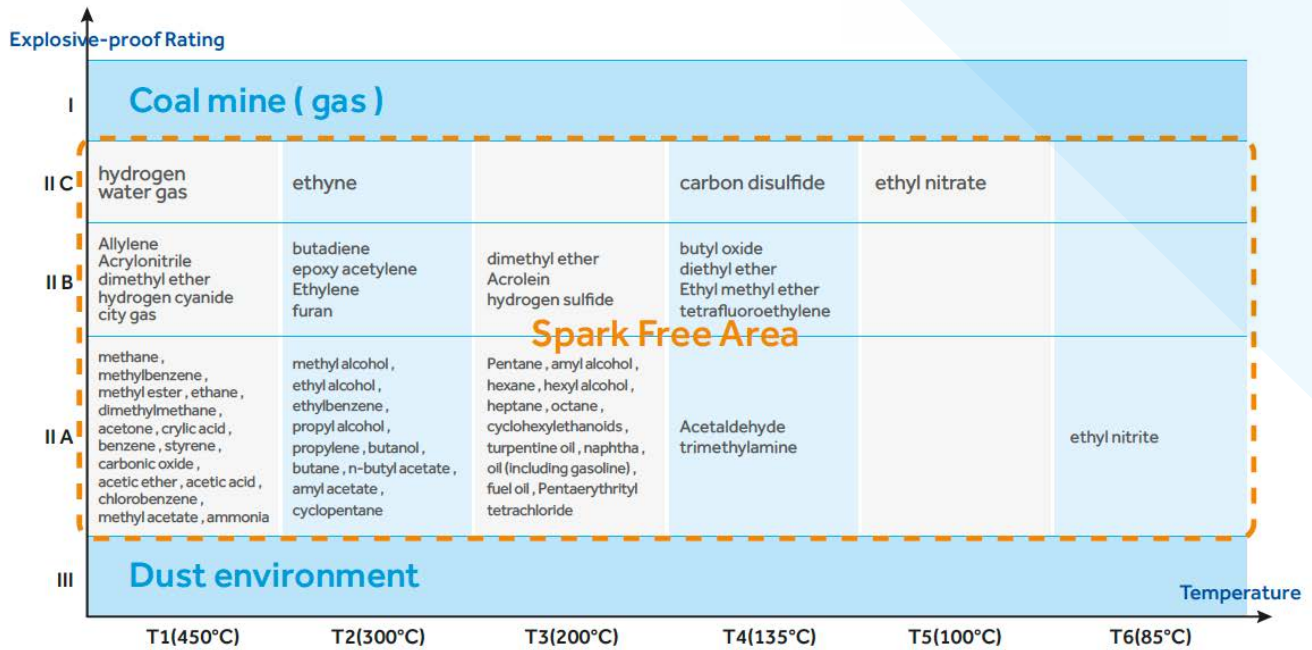 Explosive-proof Rating
I
Coal mine ( gas )
II C
hydrogen
water gas
ethyne
carbon disulfide
ethyl nitrate
II B
Allylene
Acrylonitrile
dimethyl ether
hydrogen cyanide
city gas
butadiene
epoxy acetylene
Ethylene
furan
dimethyl ether
Acrolein
hydrogen sulfide
butyl oxide
diethyl ether
Ethyl methyl ether
tetrafluoroethylene
Spark Free Area
II A
methane ,
methylbenzene ,
methyl ester , ethane ,
dimethylmethane ,
acetone , crylic acid ,
benzene , styrene ,
carbonic oxide ,
acetic ether , acetic acid ,
chlorobenzene ,
methyl acetate , ammonia
methyl alcohol ,
ethyl alcohol ,
ethylbenzene ,
propyl alcohol ,
propylene , butanol ,
butane , n-butyl acetate ,
amyl acetate ,
cyclopentane
Pentane , amyl alcohol ,
hexane , hexyl alcohol ,
heptane , octane ,
cyclohexylethanoids ,
turpentine oil , naphtha ,
oil (including gasoline) ,
fuel oil , Pentaerythrityl
tetrachloride
Acetaldehyde
trimethylamine
ethyl nitrite
III
Dust environment
Temperature
T1(450°C)
T2(300°C)
T3(200°C)
T4(135°C)
T5(100°C)
T6(85°C)